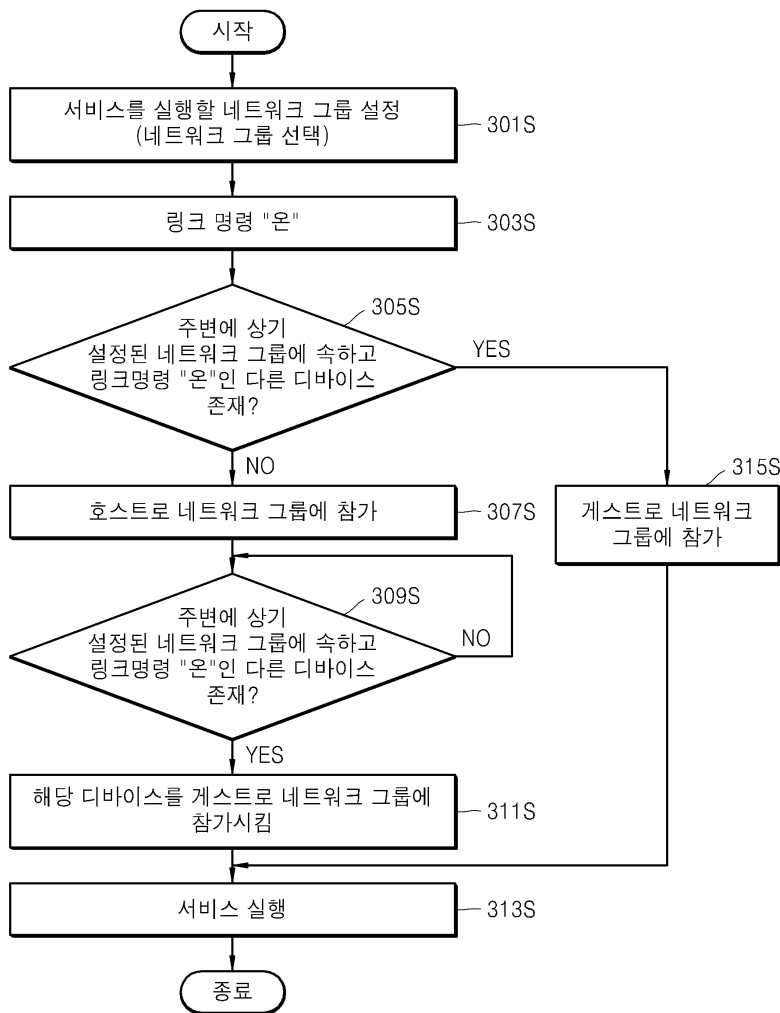 시작
서비스를 실행할 네트워크 그룹 설정
(네트워크 그룹 선택)
301S
링크 명령 "온"
303S
305S
주변에 상기
설정된 네트워크 그룹에 속하고
링크명령 "온"인 다른 디바이스
존재?
YES
NO
호스트로 네트워크 그룹에 참가
307S
315S
게스트로 네트워크
그룹에 참가
309S
주변에 상기
설정된 네트워크 그룹에 속하고
링크명령 "온"인 다른 디바이스
존재?
NO
YES
해당 디바이스를 게스트로 네트워크 그룹에
참가시킴
311S
서비스 실행
313S
종료